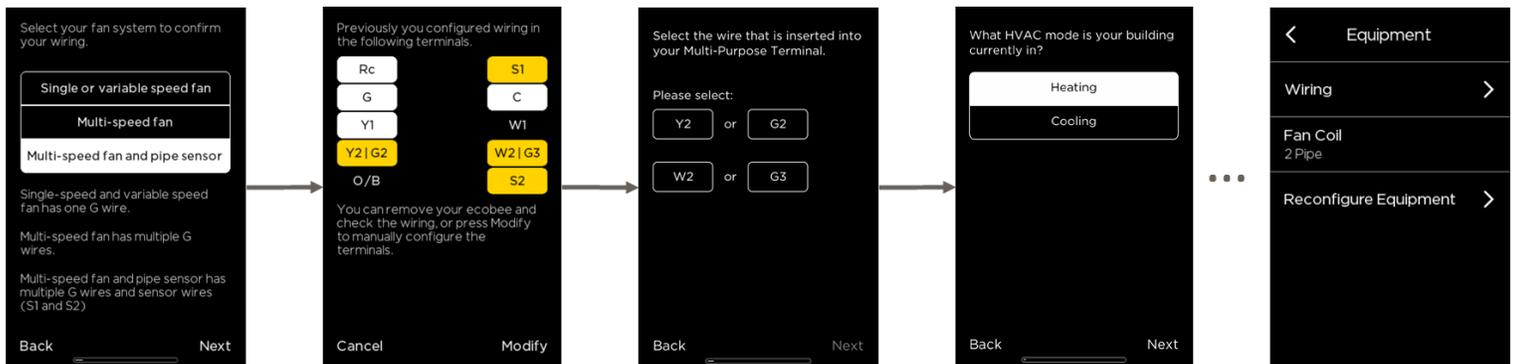 Select your fan system to confirm
your wiring.
Single or variable speed fan
Multi-speed fan
Multi-speed fan and pipe sensor
Single-speed and variable speed
fan has one G wire.
Multi-speed fan has multiple G
wires.
Multi-speed fan and pipe sensor has
multiple G wires and sensor wires
(S1 and S2)
Back Next
Previously you configured wiring in
the following terminals.
Rc S1
G C
Y1 W1
Y2 | G2 W2 | G3
O/B S2
You can remove your ecobee and
check the wiring, or press Modify
to manually configure the
terminals.
Cancel Modify
Select the wire that is inserted into
your Multi-Purpose Terminal.
Please select:
Y2 or G2
W2 or G3
Back Next
What HVAC mode is your building
currently in?
Heating
Cooling
Back Next
Equipment
Wiring
Fan Coil
2 Pipe
Reconfigure Equipment